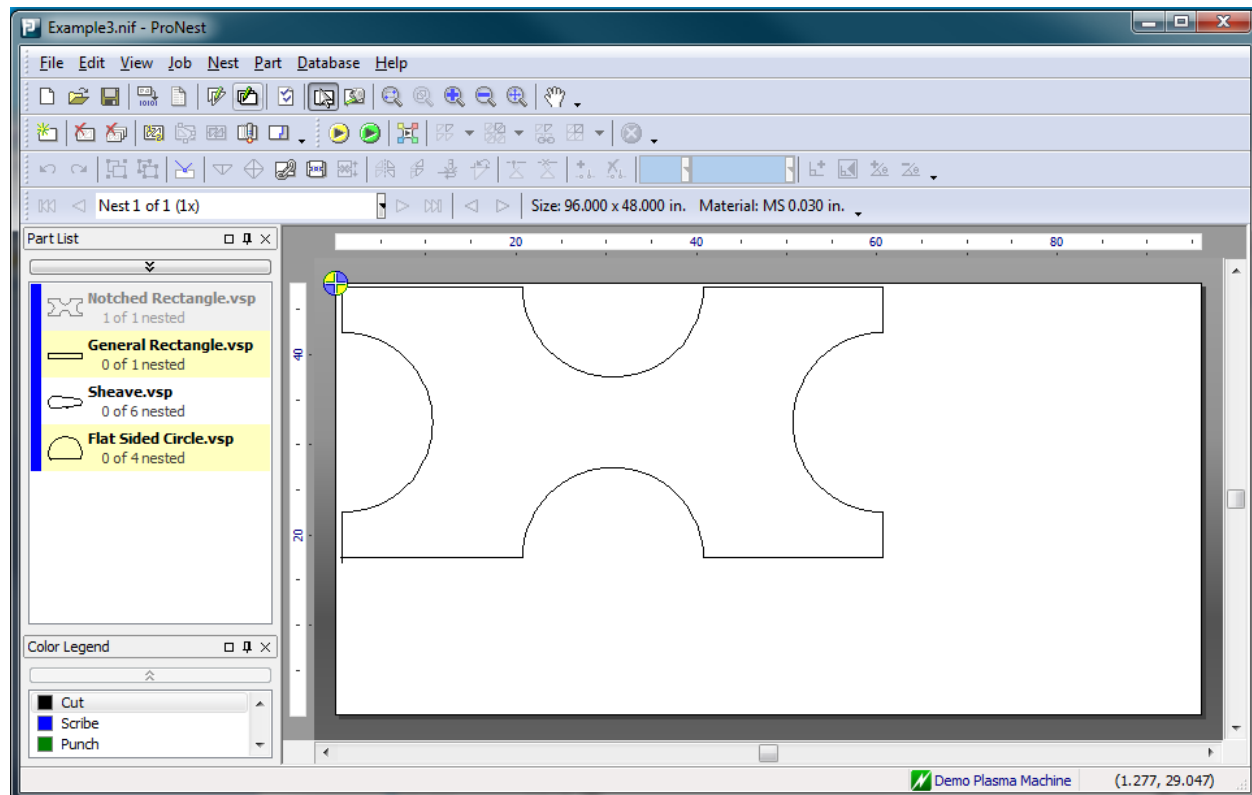 Example3.nif - ProNest
File Edit View Job Nest Part Database Help
Nest 1 of 1 (1x) Size: 96.000 x 48.000 in. Material: MS 0.030 in.
Part List
20 40 60 80
Notched Rectangle.vsp
1 of 1 nested
General Rectangle.vsp
0 of 1 nested
40
Sheave.vsp
0 of 6 nested
Flat Sided Circle.vsp
0 of 4 nested
20
Color Legend
Cut
Scribe
Punch
Demo Plasma Machine (1.277, 29.047)